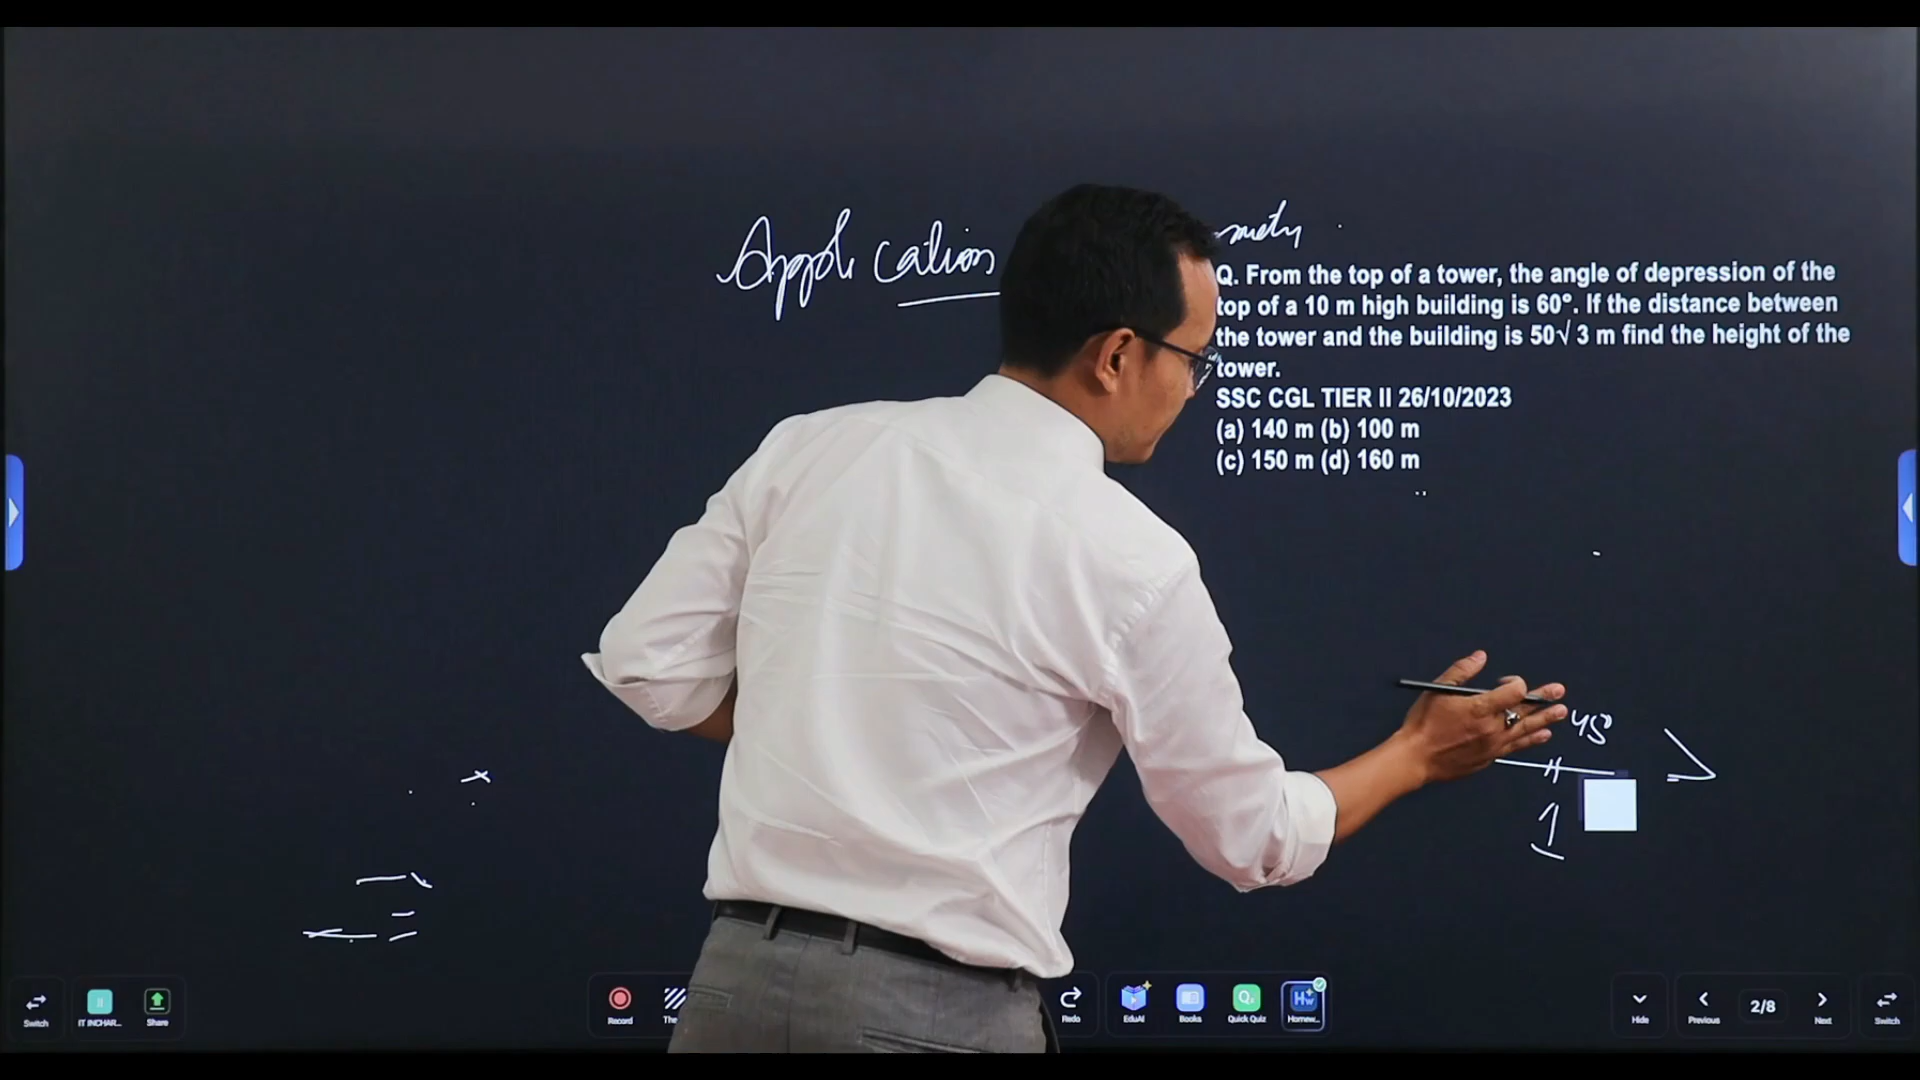 Application
Q. From the top of a tower, the angle of depression of the
top of a 10 m high building is 60°. If the distance between
the tower and the building is 50√ 3 m find the height of the
tower.
SSC CGL TIER II 26/10/2023
(a) 140 m (b) 100 m
(c) 150 m (d) 160 m
45°
1
Switch
IT INCHAR...
Share
Record
Redo
EduAI
Books
Quick Quiz
Homew...
Hide
Previous
2/8
Next
Switch